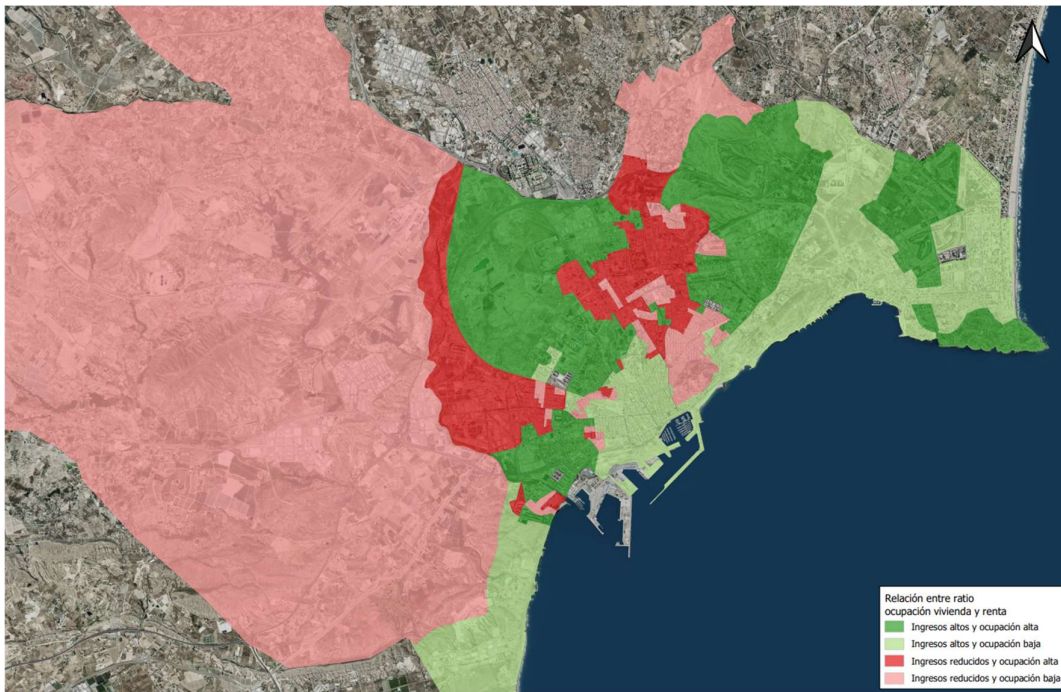 Relación entre ratio
ocupación vivienda y renta
Ingresos altos y ocupación alta
Ingresos altos y ocupación baja
Ingresos reducidos y ocupación alta
Ingresos reducidos y ocupación baja